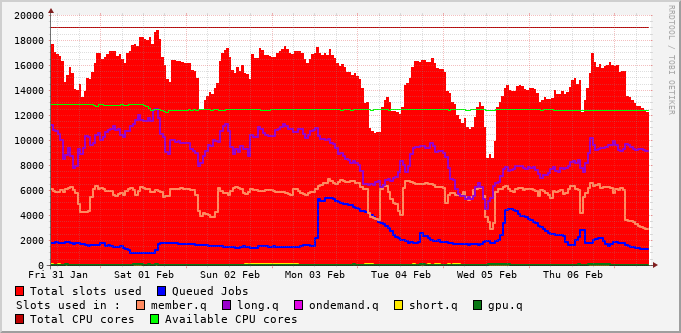 20000
18000
16000
14000
12000
10000
8000
6000
4000
2000
0
Fri 31 Jan Sat 01 Feb Sun 02 Feb Mon 03 Feb Tue 04 Feb Wed 05 Feb Thu 06 Feb
RRDTOOL / TOBI OETIKER
Total slots used Queued Jobs
Slots used in : member.q long.q ondemand.q short.q gpu.q
Total CPU cores Available CPU cores